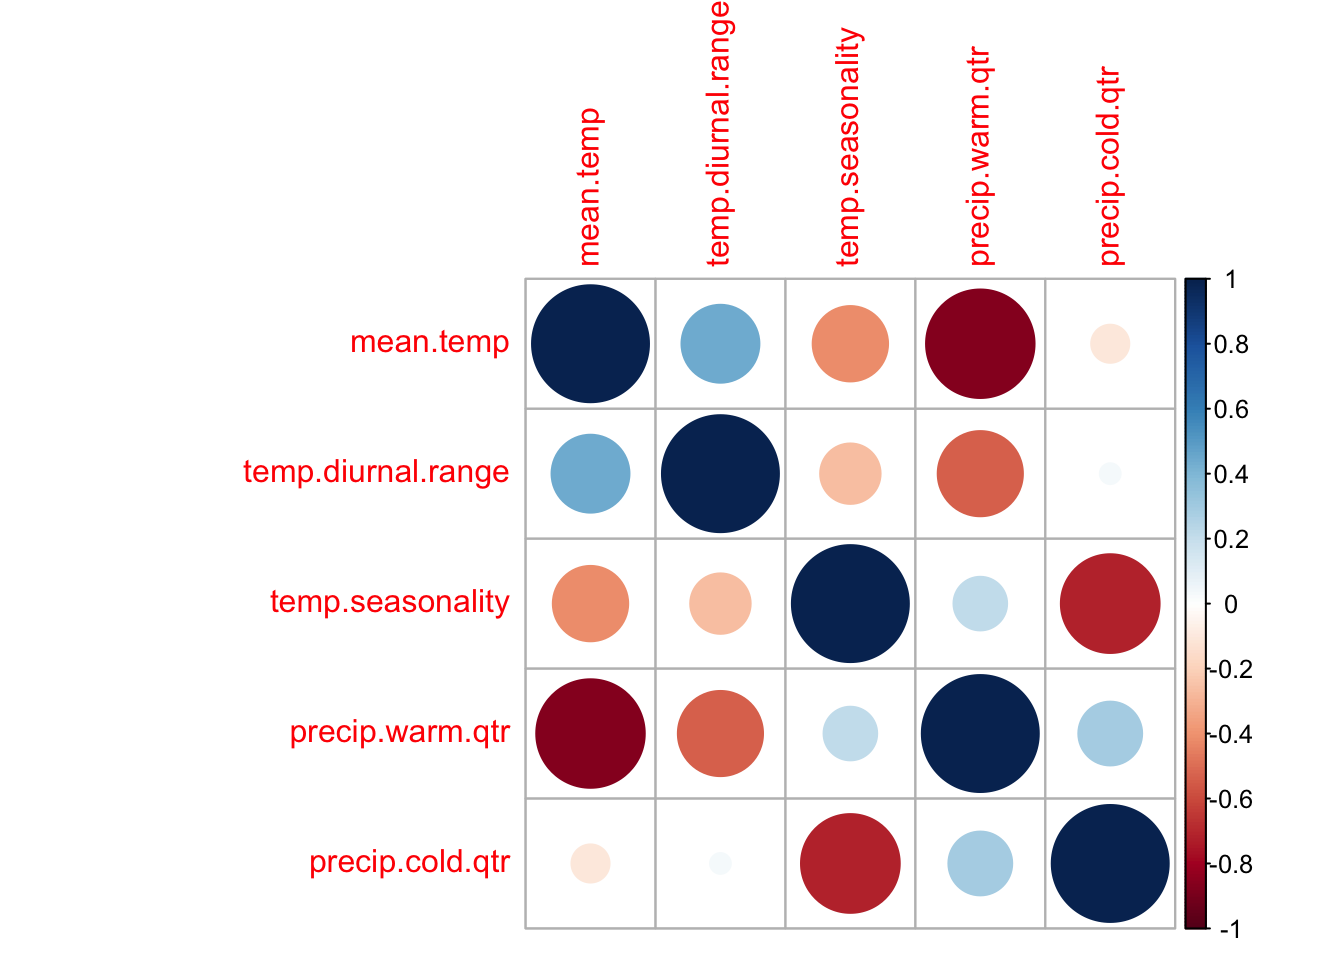 mean.temp
temp.diurnal.range
temp.seasonality
precip.warm.qtr
precip.cold.qtr
mean.temp
temp.diurnal.range
temp.seasonality
precip.warm.qtr
precip.cold.qtr
1
0.8
0.6
0.4
0.2
0
-0.2
-0.4
-0.6
-0.8
-1